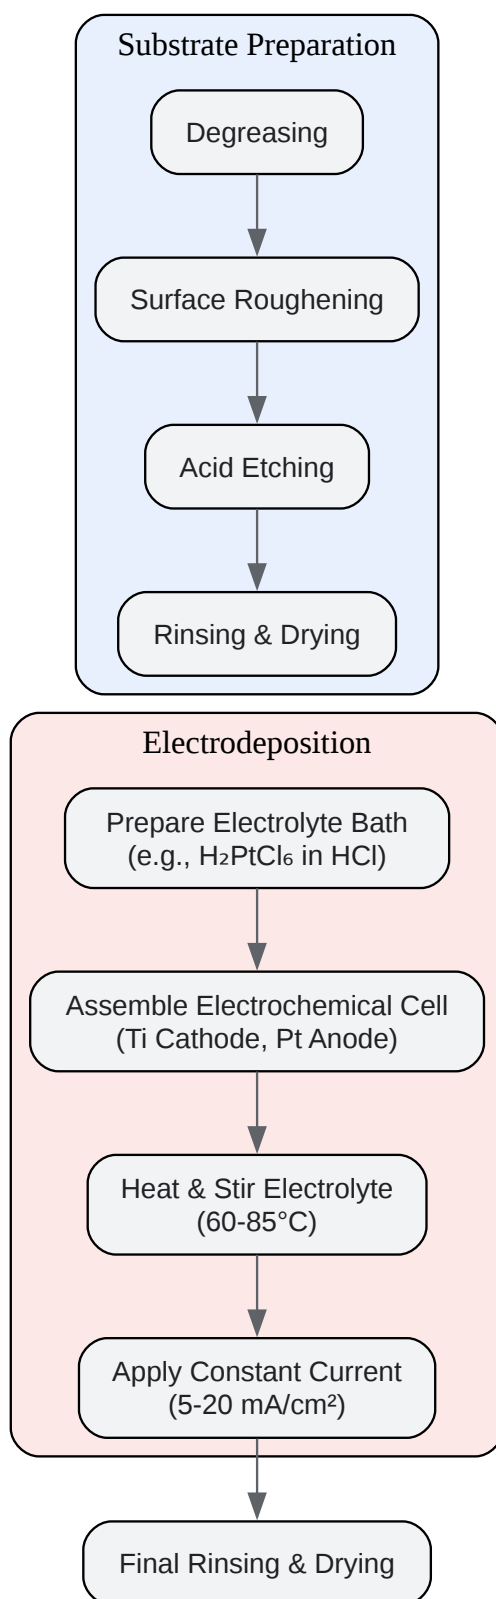 Substrate Preparation
Degreasing
Surface Roughening
Acid Etching
Rinsing & Drying
Electrodeposition
Prepare Electrolyte Bath
(e.g., H₂PtCl₆ in HCl)
Assemble Electrochemical Cell
(Ti Cathode, Pt Anode)
Heat & Stir Electrolyte
(60-85°C)
Apply Constant Current
(5-20 mA/cm²)
Final Rinsing & Drying